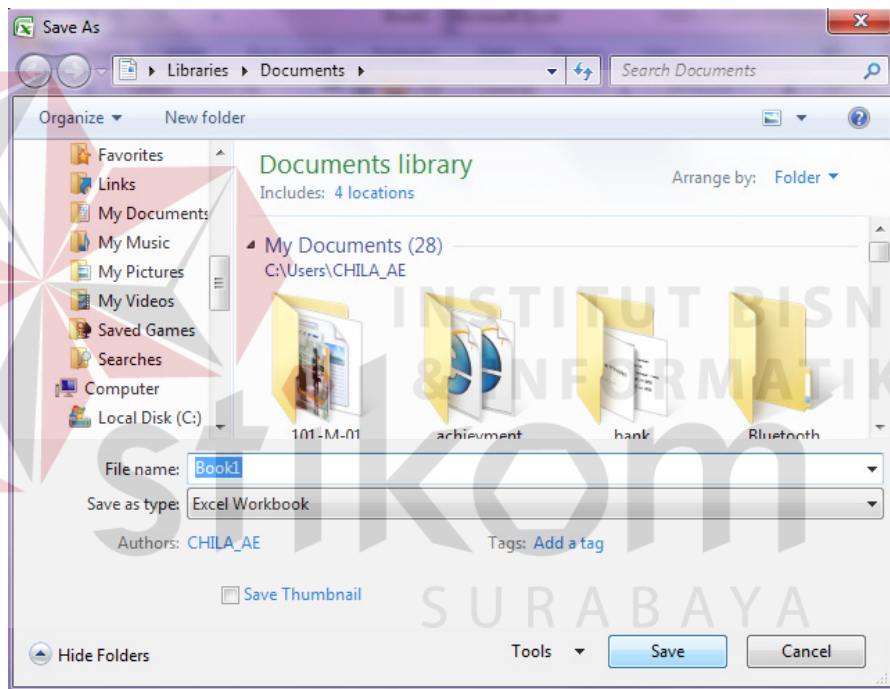 Save As
Libraries Documents
Search Documents
Organize New folder
Favorites
Links
My Documents
My Music
My Pictures
My Videos
Saved Games
Searches
Computer
Local Disk (C:)
Documents library
Includes: 4 locations
Arrange by: Folder
My Documents (28)
C:\Users\CHILA_AE
101-M-01 achievment bank Bluetooth
File name: Book1
Save as type: Excel Workbook
Authors: CHILA_AE Tags: Add a tag
Save Thumbnail
Hide Folders Tools Save Cancel
INSTITUT BISN
& INFORMATIK
stikom
SURABAYA